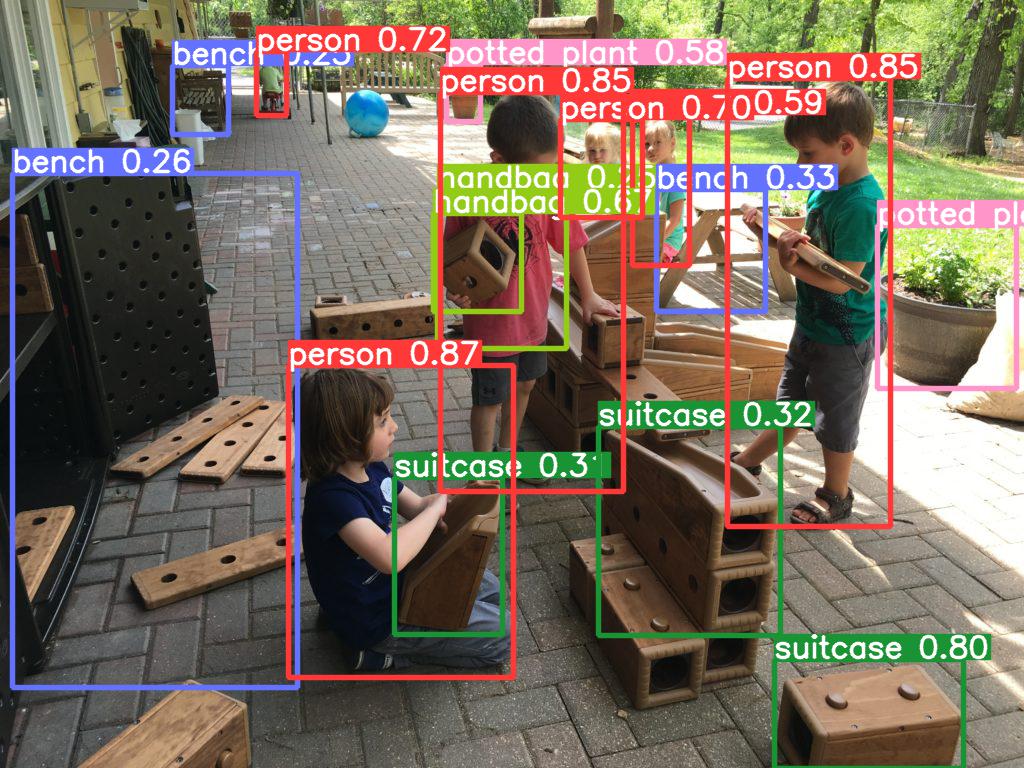 person 0.72
bench 0.23
potted plant 0.58
person 0.85
person 0.85
person 0.70
0.59
bench 0.26
handbag 0.25
bench 0.33
handbag 0.67
potted pla
person 0.87
suitcase 0.32
suitcase 0.31
suitcase 0.80